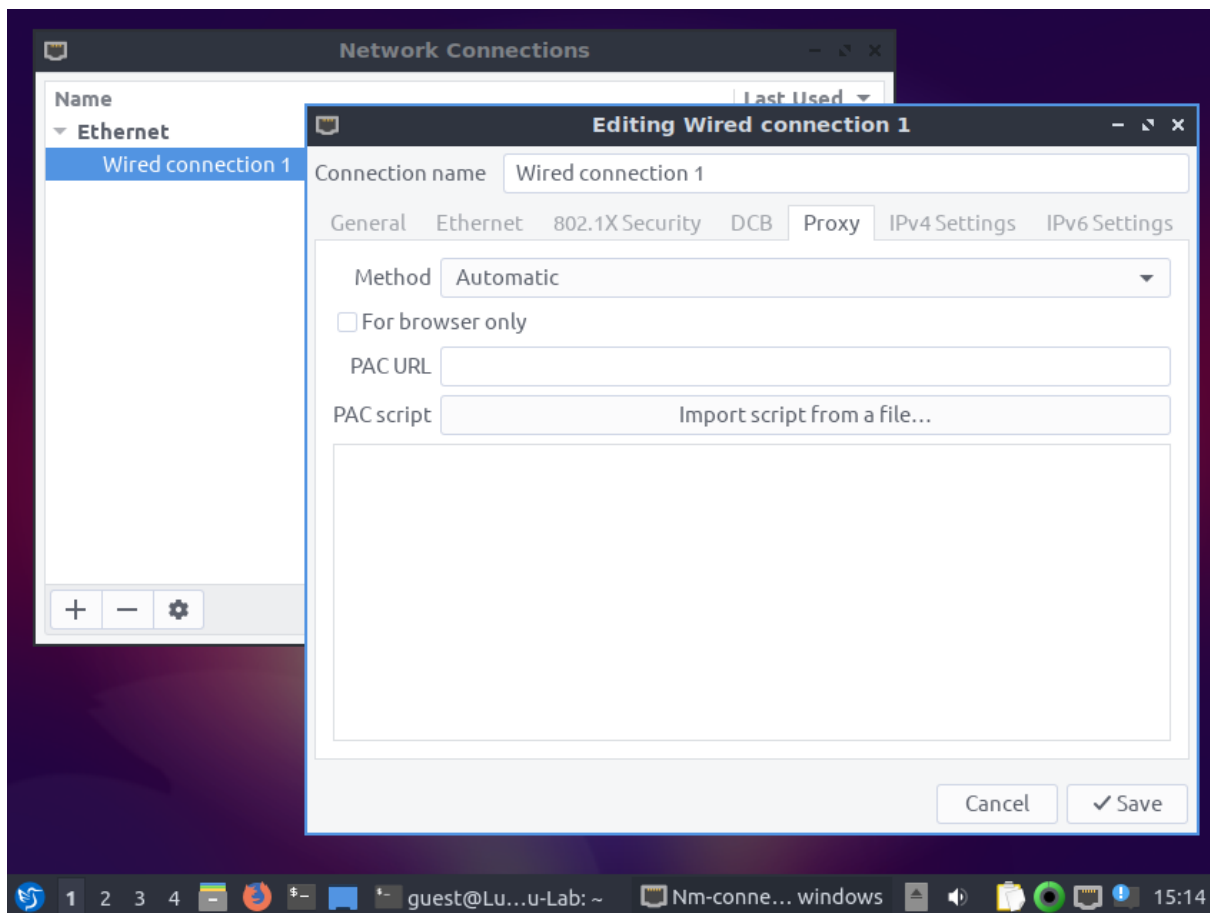 Network Connections
Name
Last Used
Ethernet
Wired connection 1
Editing Wired connection 1
Connection name Wired connection 1
General Ethernet 802.1X Security DCB Proxy IPv4 Settings IPv6 Settings
Method Automatic
For browser only
PAC URL
PAC script Import script from a file...
Cancel Save
1 2 3 4 guest@Lu...u-Lab: ~ Nm-conne... windows 15:14